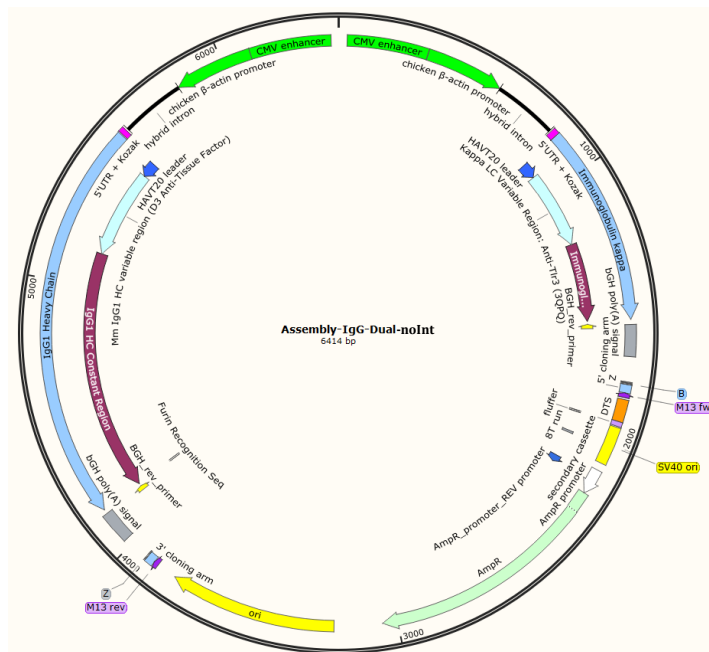 CMV enhancer
chicken β-actin promoter
hybrid intron
5'UTR + Kozak
HAVT20 leader
Mm IgG1 HC variable region (D3 Anti-Tissue Factor)
IgG1 Heavy Chain
IgG1 HC Constant Region
BGH_rev_primer
bGH poly(A) signal
Furin Recognition Seq
3' cloning arm
Z
M13 rev
ori
6000
5000
4000
CMV enhancer
chicken β-actin promoter
hybrid intron
5'UTR + Kozak
HAVT20 leader
Kappa LC Variable Region: Anti-Tlr3 (3QPQ)
Immunoglobulin kappa
Immunogl...
BGH_rev_primer
bGH poly(A) signal
1000
Assembly-IgG-Dual-noInt
6414 bp
5' cloning arm
Z
B
M13 fw
DTS
2000
SV40 ori
fluffer
8T run
secondary cassette
AmpR promoter
AmpR_promoter_REV promoter
AmpR
3000